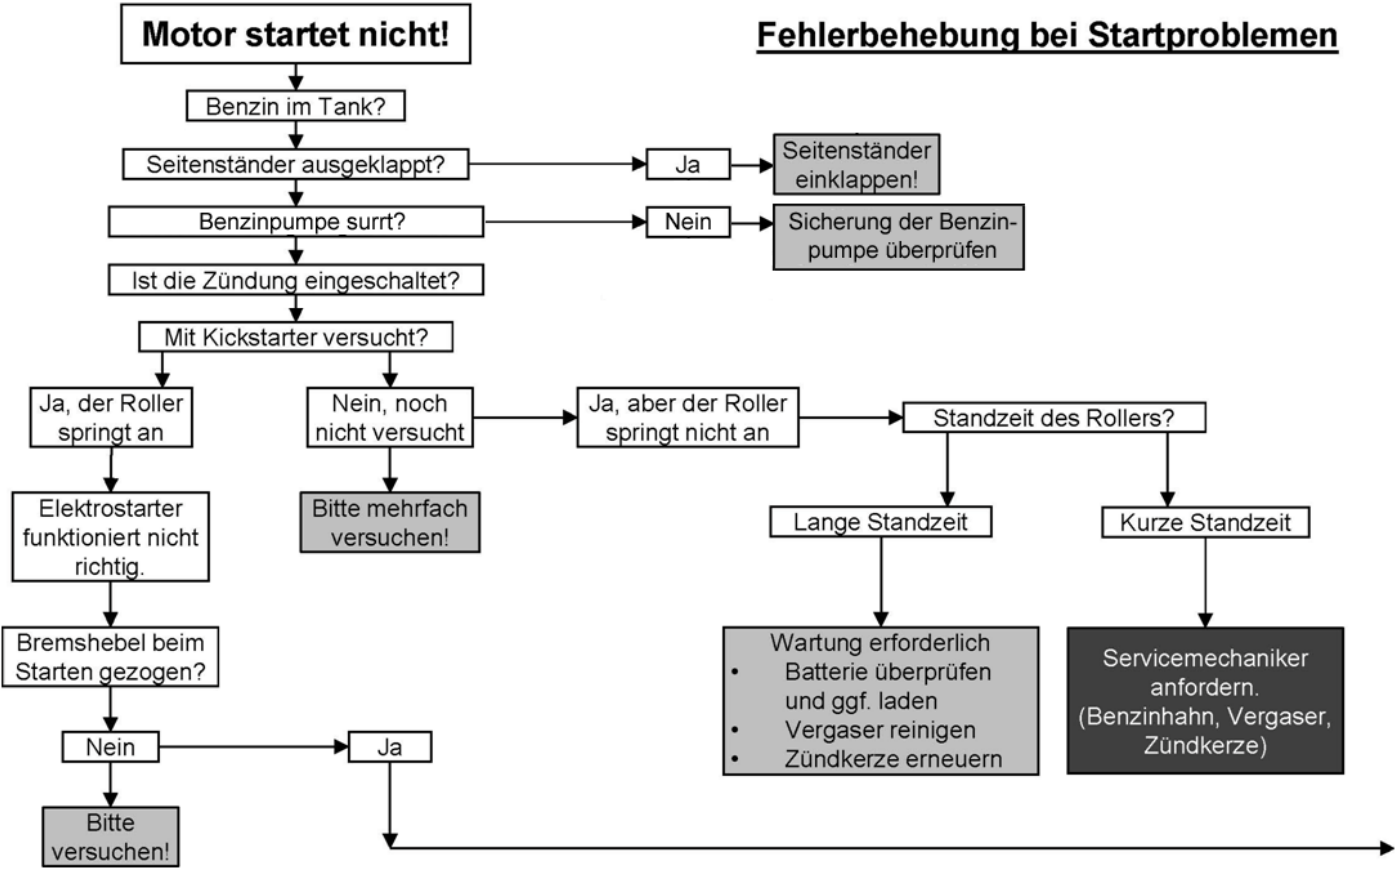 Motor startet nicht!
Fehlerbehebung bei Startproblemen
Benzin im Tank?
Seitenständer ausgeklappt?
Ja
Seitenständer
einklappen!
Benzinpumpe surrt?
Nein
Sicherung der Benzin-
pumpe überprüfen
Ist die Zündung eingeschaltet?
Mit Kickstarter versucht?
Ja, der Roller
springt an
Nein, noch
nicht versucht
Ja, aber der Roller
springt nicht an
Standzeit des Rollers?
Elektrostarter
funktioniert nicht
richtig.
Bitte mehrfach
versuchen!
Lange Standzeit
Kurze Standzeit
Bremshebel beim
Starten gezogen?
Wartung erforderlich
• Batterie überprüfen
und ggf. laden
• Vergaser reinigen
• Zündkerze erneuern
Servicemechaniker
anfordern.
(Benzinhahn, Vergaser,
Zündkerze)
Nein
Ja
Bitte
versuchen!